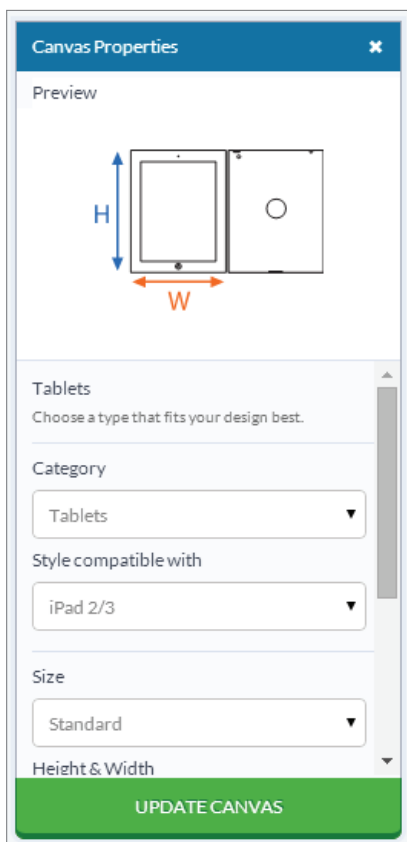 Canvas Properties
Preview
H
W
Tablets
Choose a type that fits your design best.
Category
Tablets
Style compatible with
iPad 2/3
Size
Standard
Height & Width
UPDATE CANVAS